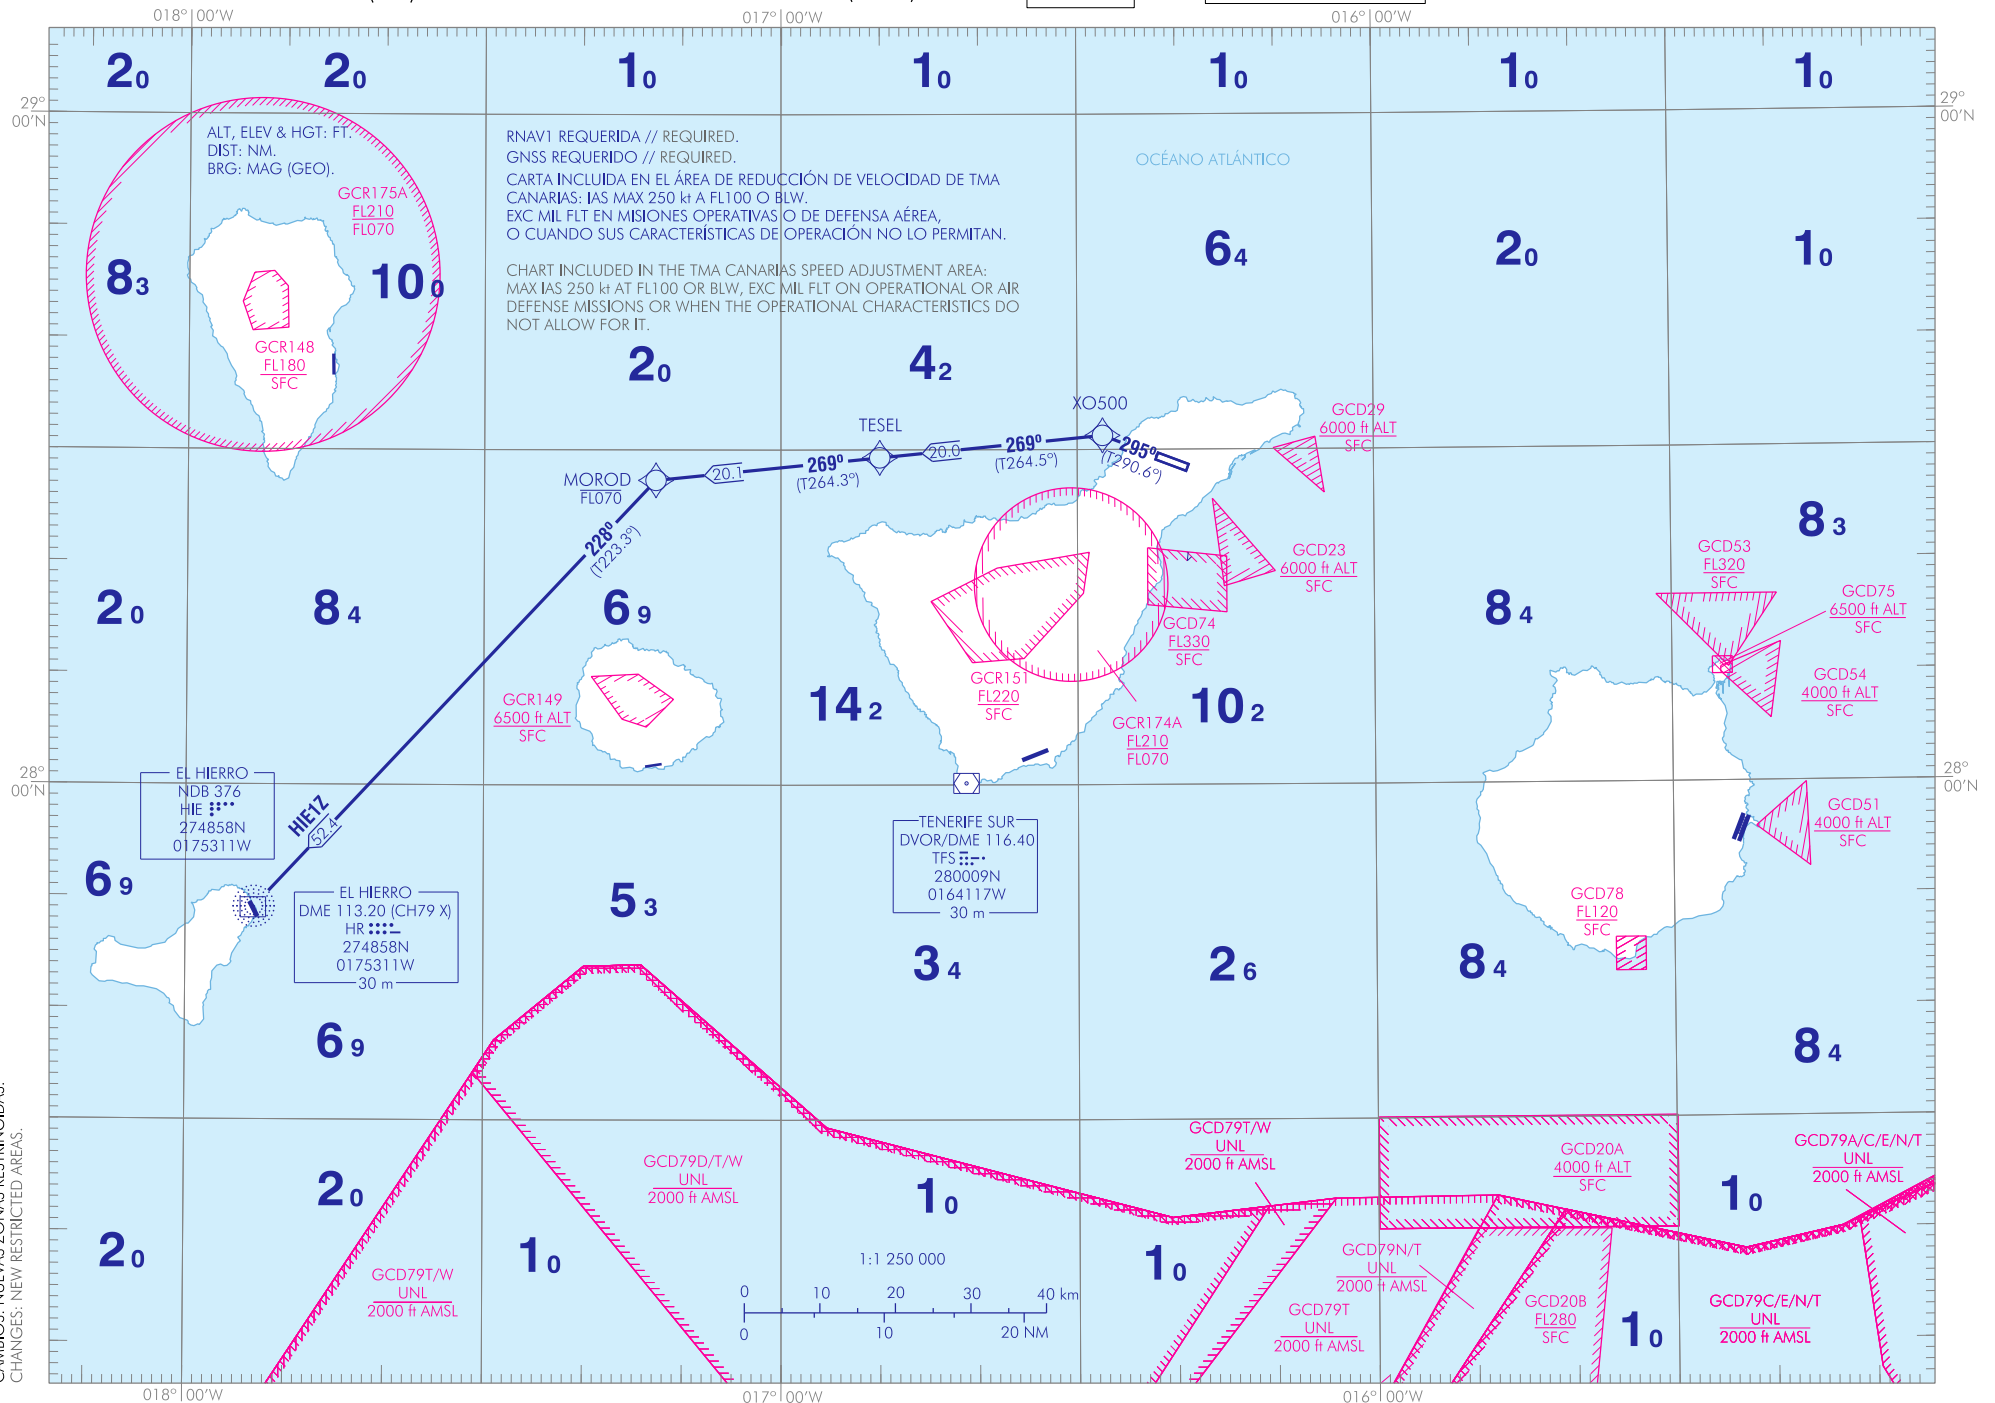 018° 00'W
017° 00'W
016° 00'W
2 0
2 0
1 0
1 0
1 0
1 0
1 0
29°
00'N
29°
00'N
ALT, ELEV & HGT: FT.
DIST: NM.
BRG: MAG (GEO).
RNAV1 REQUERIDA // REQUIRED.
GNSS REQUERIDO // REQUIRED.
CARTA INCLUIDA EN EL ÁREA DE REDUCCIÓN DE VELOCIDAD DE TMA
CANARIAS: IAS MAX 250 kt A FL100 O BLW.
EXC MIL FLT EN MISIONES OPERATIVAS O DE DEFENSA AÉREA,
O CUANDO SUS CARACTERÍSTICAS DE OPERACIÓN NO LO PERMITAN.
CHART INCLUDED IN THE TMA CANARIAS SPEED ADJUSTMENT AREA:
MAX IAS 250 kt AT FL100 OR BLW, EXC MIL FLT ON OPERATIONAL OR AIR
DEFENSE MISSIONS OR WHEN THE OPERATIONAL CHARACTERISTICS DO
NOT ALLOW FOR IT.
OCÉANO ATLÁNTICO
GCR175A
FL210
FL070
8 3
10 0
6 4
2 0
1 0
GCR148
FL180
SFC
2 0
4 2
XO500
TESEL
MOROD
FL070
20.1
269°
(T264.3°)
20.0
269°
(T264.5°)
295°
(T290.6°)
228°
(T223.3°)
GCD29
6000 ft ALT
SFC
GCD23
6000 ft ALT
SFC
GCD53
FL320
SFC
8 3
GCD75
6500 ft ALT
SFC
2 0
8 4
6 9
8 4
GCD74
FL330
SFC
GCD54
4000 ft ALT
SFC
GCR149
6500 ft ALT
SFC
14 2
GCR151
FL220
SFC
10 2
GCR174A
FL210
FL070
28°
00'N
28°
00'N
EL HIERRO
NDB 376
HIE
274858N
0175311W
HIE1Z
52.4
TENERIFE SUR
DVOR/DME 116.40
TFS
280009N
0164117W
30 m
GCD51
4000 ft ALT
SFC
6 9
EL HIERRO
DME 113.20 (CH79 X)
HR
274858N
0175311W
30 m
5 3
GCD78
FL120
SFC
3 4
2 6
8 4
6 9
8 4
GCD79D/T/W
UNL
2000 ft AMSL
GCD79T/W
UNL
2000 ft AMSL
GCD20A
4000 ft ALT
SFC
GCD79A/C/E/N/T
UNL
2000 ft AMSL
2 0
1 0
1 0
2 0
1 0
1 0
GCD79T/W
UNL
2000 ft AMSL
1:1 250 000
0 10 20 30 40 km
0 10 20 NM
GCD79N/T
UNL
2000 ft AMSL
GCD79T
UNL
2000 ft AMSL
GCD20B
FL280
SFC
1 0
GCD79C/E/N/T
UNL
2000 ft AMSL
018° 00'W
017° 00'W
016° 00'W
CAMBIOS: NUEVAS ZONAS RESTRINGIDAS.
CHANGES: NEW RESTRICTED AREAS.